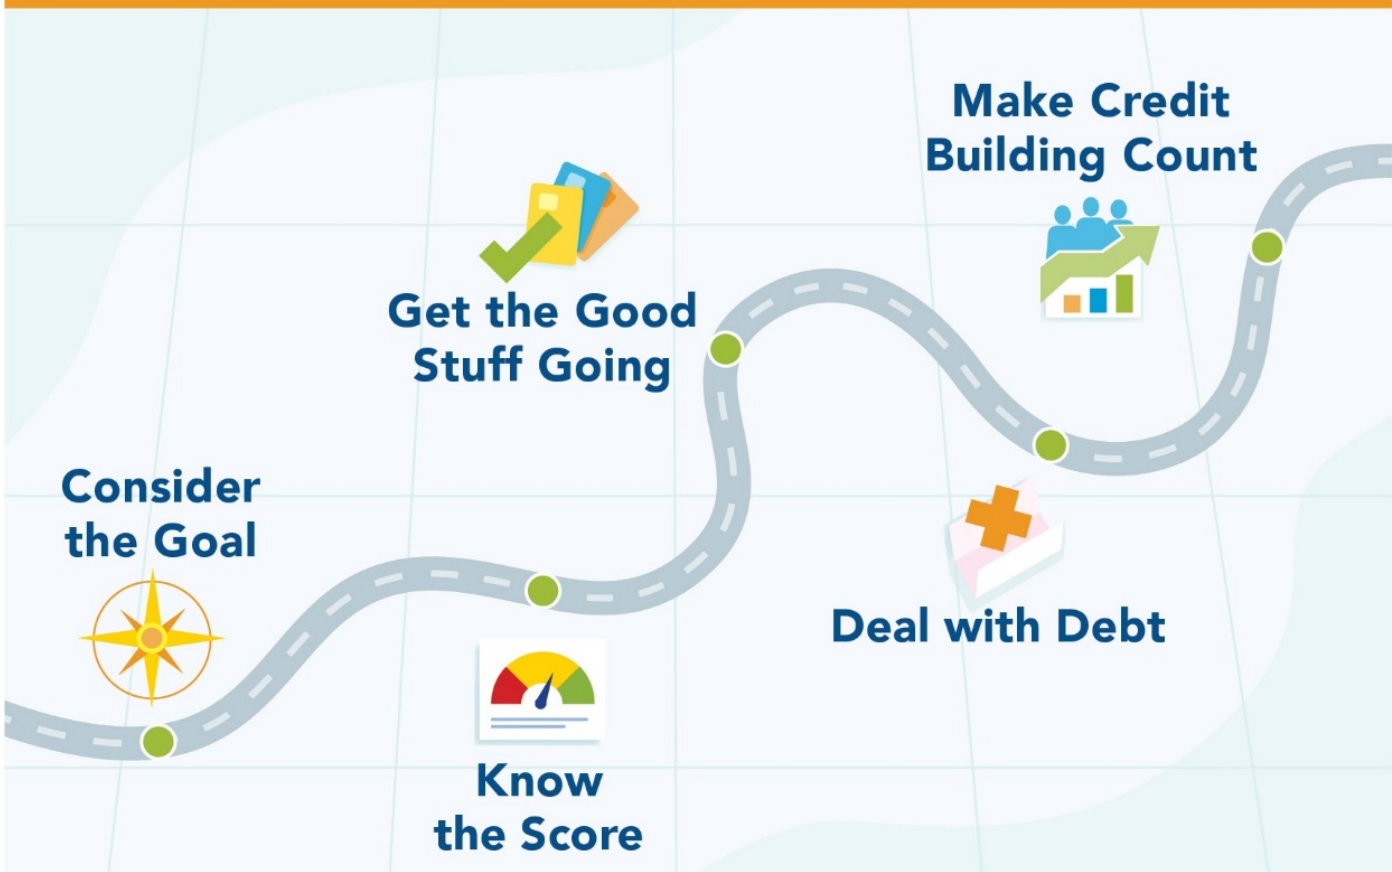 Consider
the Goal
Know
the Score
Get the Good
Stuff Going
Deal with Debt
Make Credit
Building Count